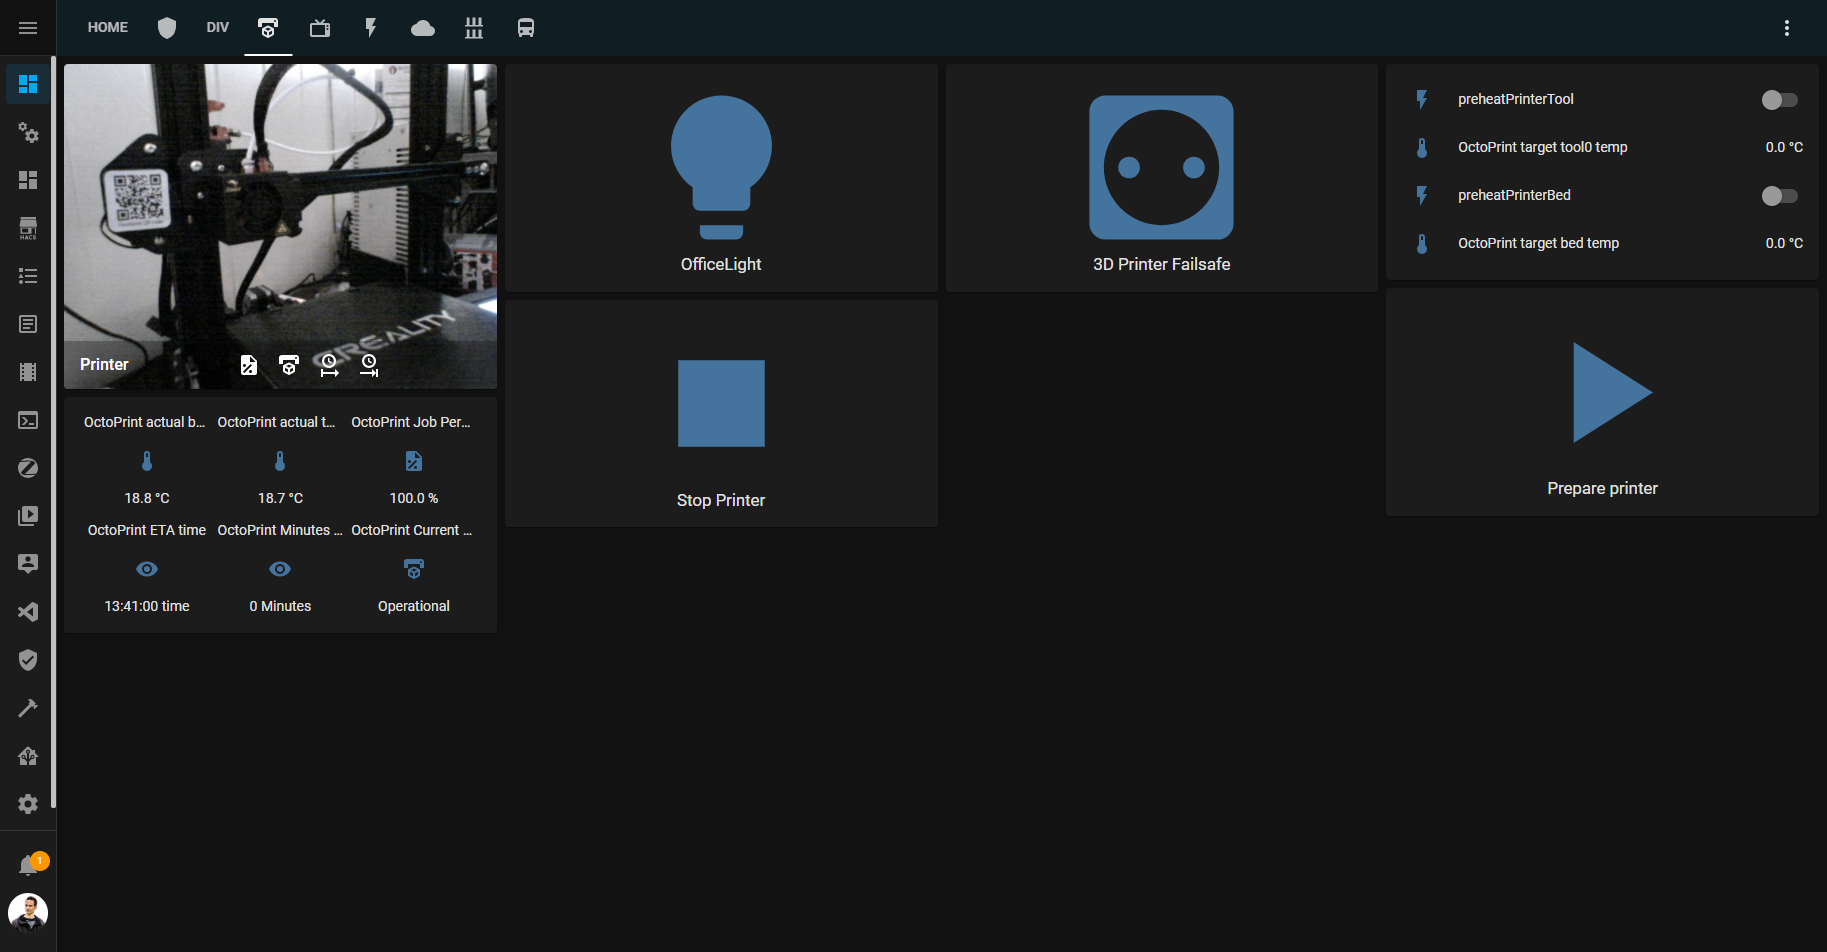 HOME
DIV
HACS
CREALITY
Printer
OfficeLight
3D Printer Failsafe
preheatPrinterTool
OctoPrint target tool0 temp
0.0 °C
preheatPrinterBed
OctoPrint target bed temp
0.0 °C
OctoPrint actual b...
OctoPrint actual t...
OctoPrint Job Per...
18.8 °C
18.7 °C
100.0 %
OctoPrint ETA time
OctoPrint Minutes ...
OctoPrint Current ...
13:41:00 time
0 Minutes
Operational
Stop Printer
Prepare printer
1